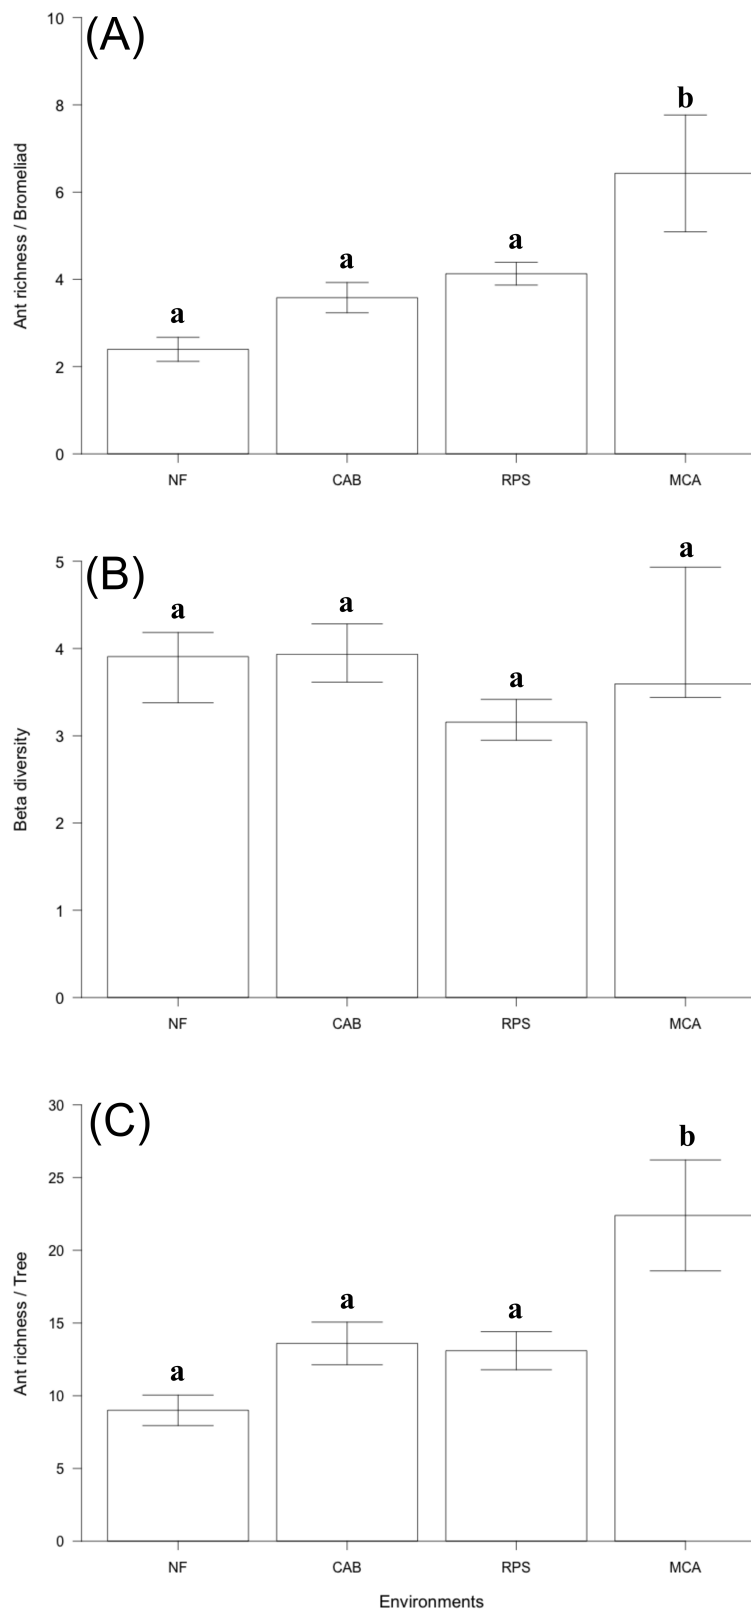 (A)
10
8
6
4
2
0
Ant richness / Bromeliad
a
a
a
b
NF CAB RPS MCA
(B)
5
4
3
2
1
0
Beta diversity
a
a
a
a
NF CAB RPS MCA
(C)
30
25
20
15
10
5
0
Ant richness / Tree
a
a
a
b
NF CAB RPS MCA
Environments